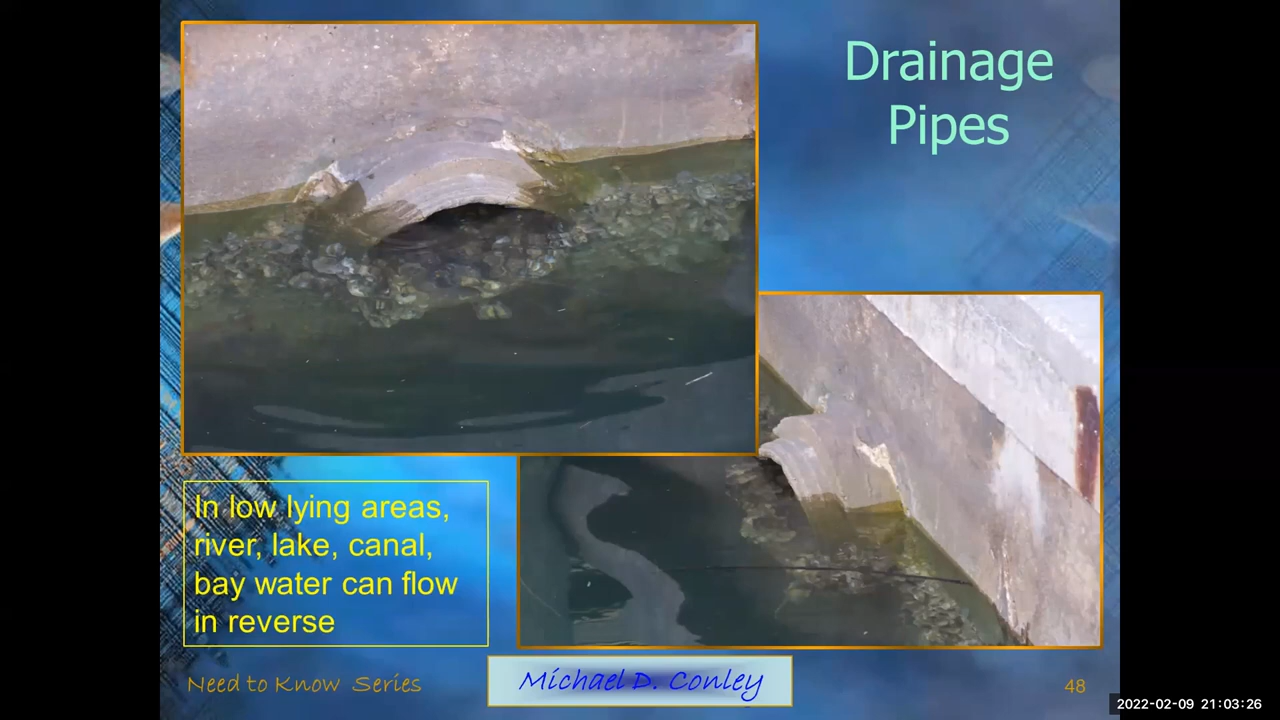 Drainage
Pipes
In low lying areas,
river, lake, canal,
bay water can flow
in reverse
Need to Know Series
Michael D. Conley
48
2022-02-09 21:03:26